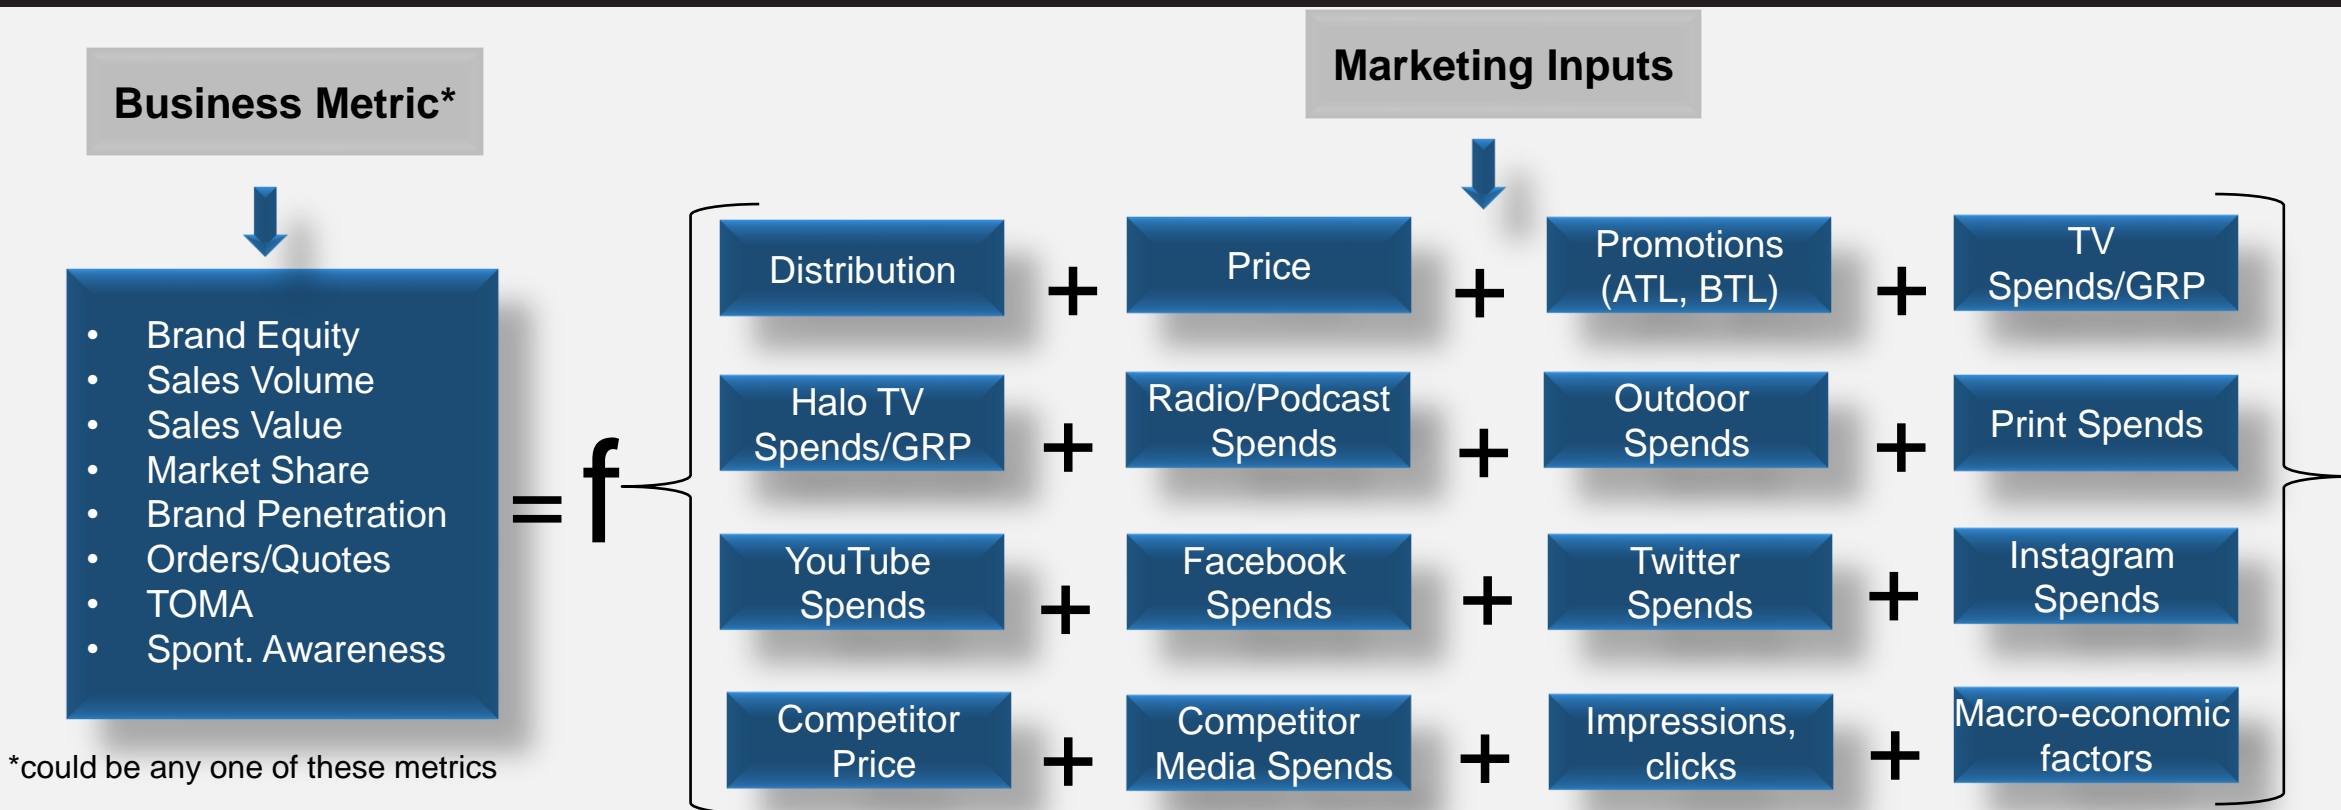 Business Metric*
Marketing Inputs
• Brand Equity
• Sales Volume
• Sales Value
• Market Share
• Brand Penetration
• Orders/Quotes
• TOMA
• Spont. Awareness
*could be any one of these metrics
= f
Distribution
+
Price
+
Promotions
(ATL, BTL)
+
TV
Spends/GRP
Halo TV
Spends/GRP
+
Radio/Podcast
Spends
+
Outdoor
Spends
+
Print Spends
YouTube
Spends
+
Facebook
Spends
+
Twitter
Spends
+
Instagram
Spends
Competitor
Price
+
Competitor
Media Spends
+
Impressions,
clicks
+
Macro-economic
factors